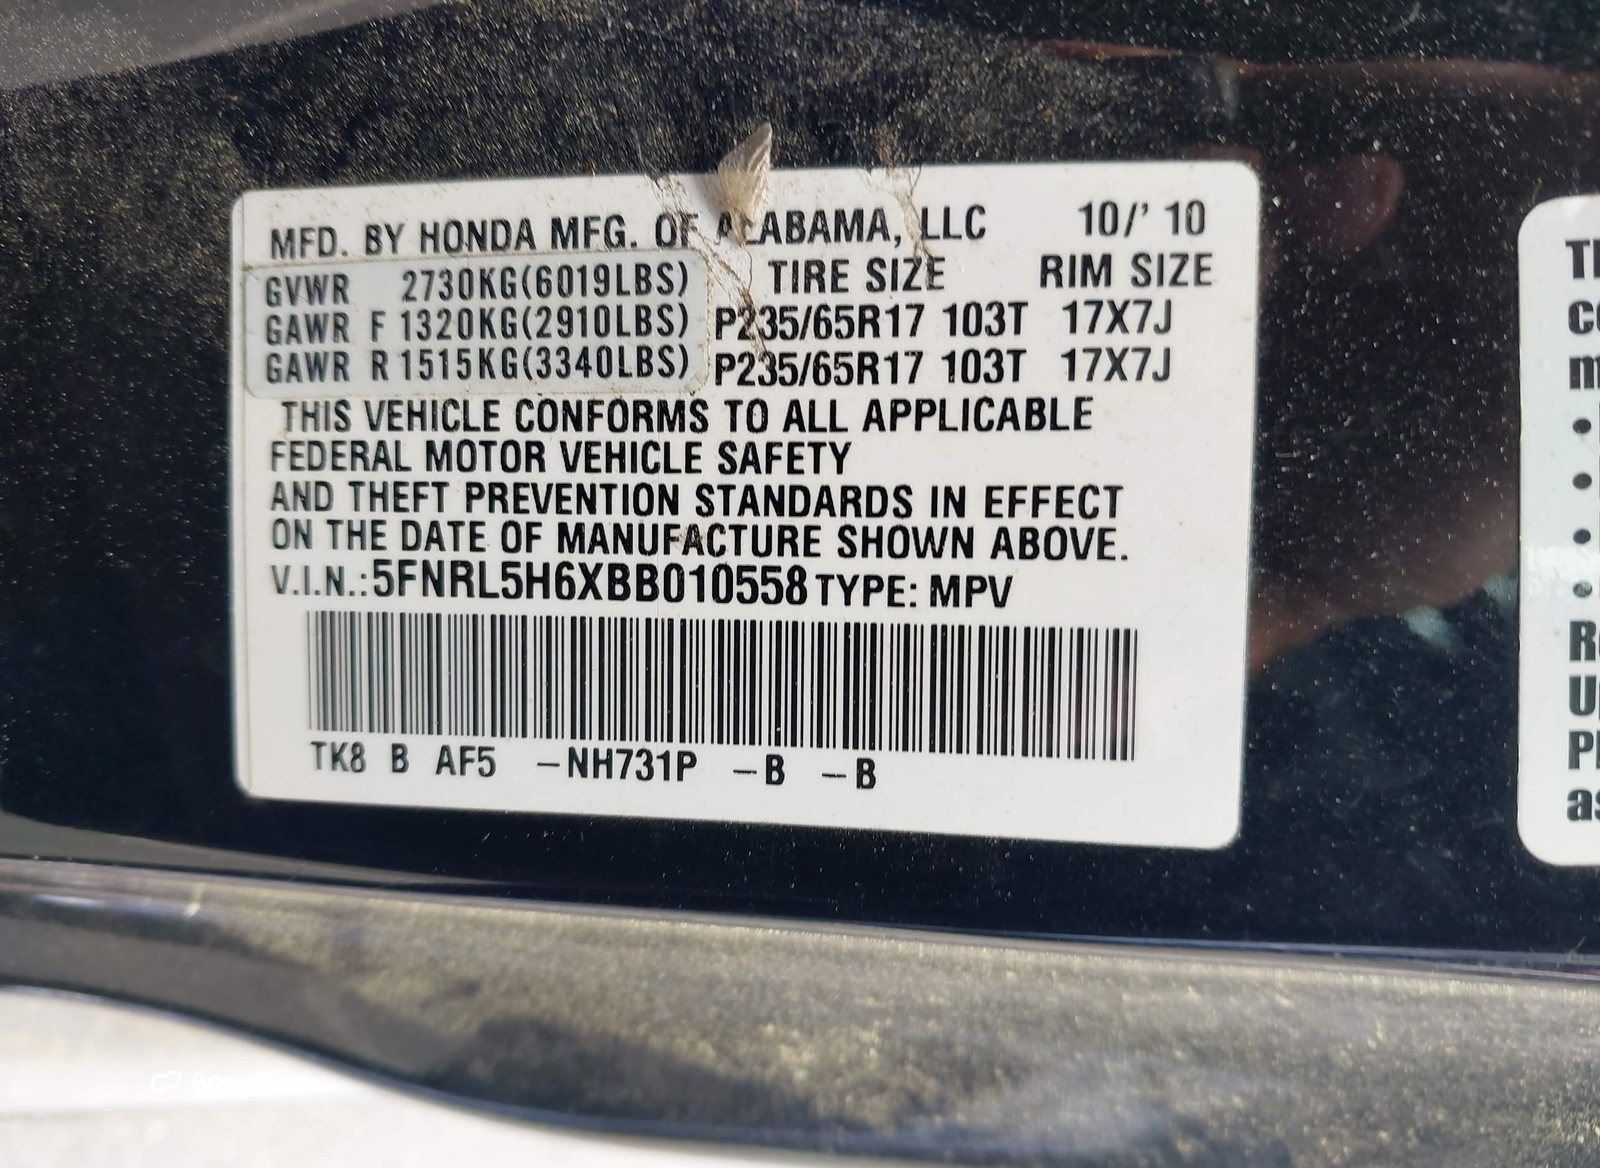 MFD. BY HONDA MFG. OF ALABAMA, LLC 10/' 10
GVWR 2730KG(6019LBS) TIRE SIZE RIM SIZE
GAWR F 1320KG(2910LBS) P235/65R17 103T 17X7J
GAWR R 1515KG(3340LBS) P235/65R17 103T 17X7J
THIS VEHICLE CONFORMS TO ALL APPLICABLE
FEDERAL MOTOR VEHICLE SAFETY
AND THEFT PREVENTION STANDARDS IN EFFECT
ON THE DATE OF MANUFACTURE SHOWN ABOVE.
V.I.N.: 5FNRL5H6XBB010558 TYPE: MPV
TK8 B AF5 –NH731P –B –B